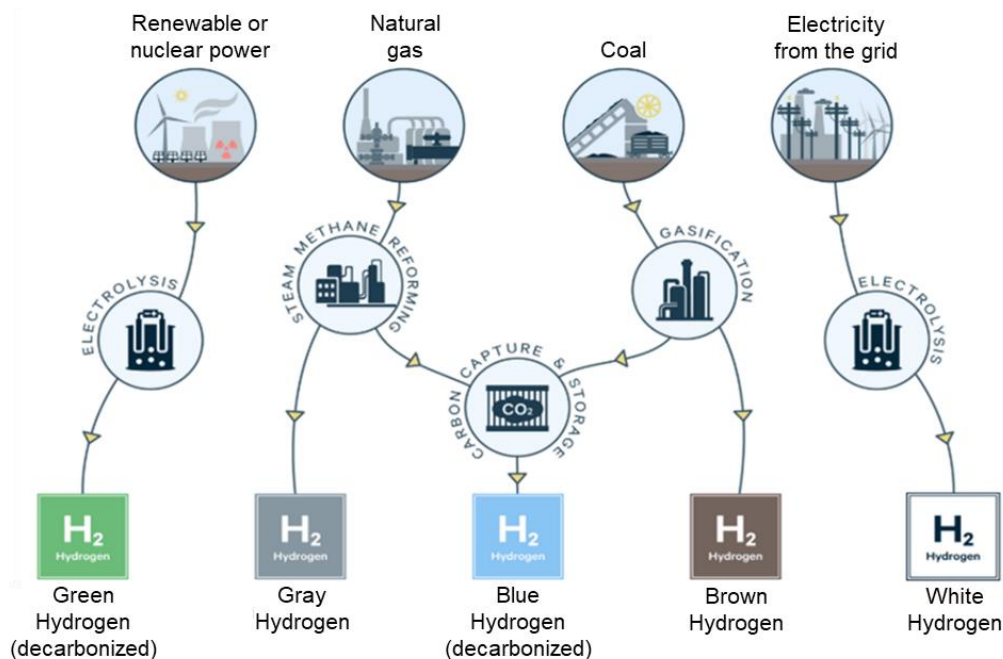 Renewable or
nuclear power
Natural
gas
Coal
Electricity
from the grid
ELECTROLYSIS
STEAM METHANE REFORMING
GASIFICATION
ELECTROLYSIS
CARBON CAPTURE & STORAGE
CO₂
H₂
Hydrogen
H₂
Hydrogen
H₂
Hydrogen
H₂
Hydrogen
H₂
Hydrogen
Green
Hydrogen
(decarbonized)
Gray
Hydrogen
Blue
Hydrogen
(decarbonized)
Brown
Hydrogen
White
Hydrogen